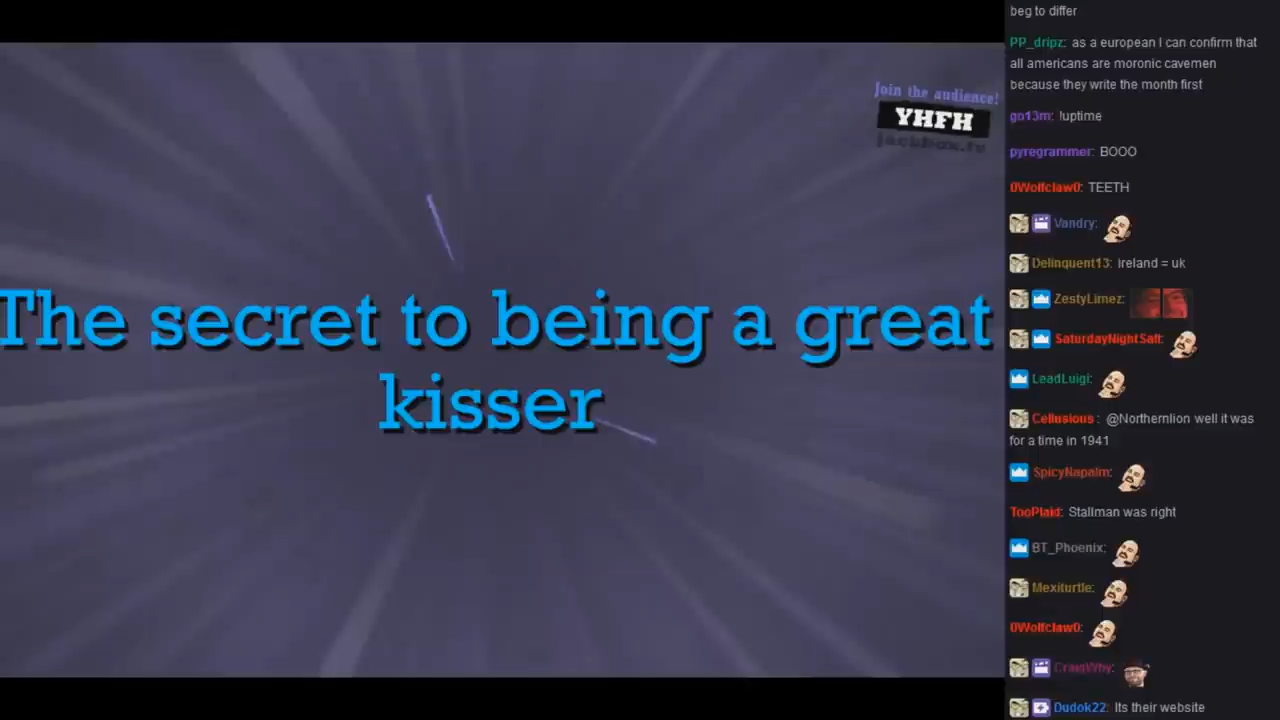 Join the audience!
YHFH
jackbox.tv
The secret to being a great
kisser
beg to differ
PP_dripz: as a european I can confirm that
all americans are moronic cavemen
because they write the month first
go13m: !uptime
pyregrammer: BOOO
0Wolfclaw0: TEETH
Vandry:
Delinquent13: Ireland = uk
ZestyLimez:
SaturdayNightSalt:
LeadLuigi:
Cellusious : @Northernlion well it was
for a time in 1941
SpicyNapalm:
TooPlaid: Stallman was right
BT_Phoenix:
Mexiturtle:
0Wolfclaw0:
CraigWhy:
Dudok22: Its their website